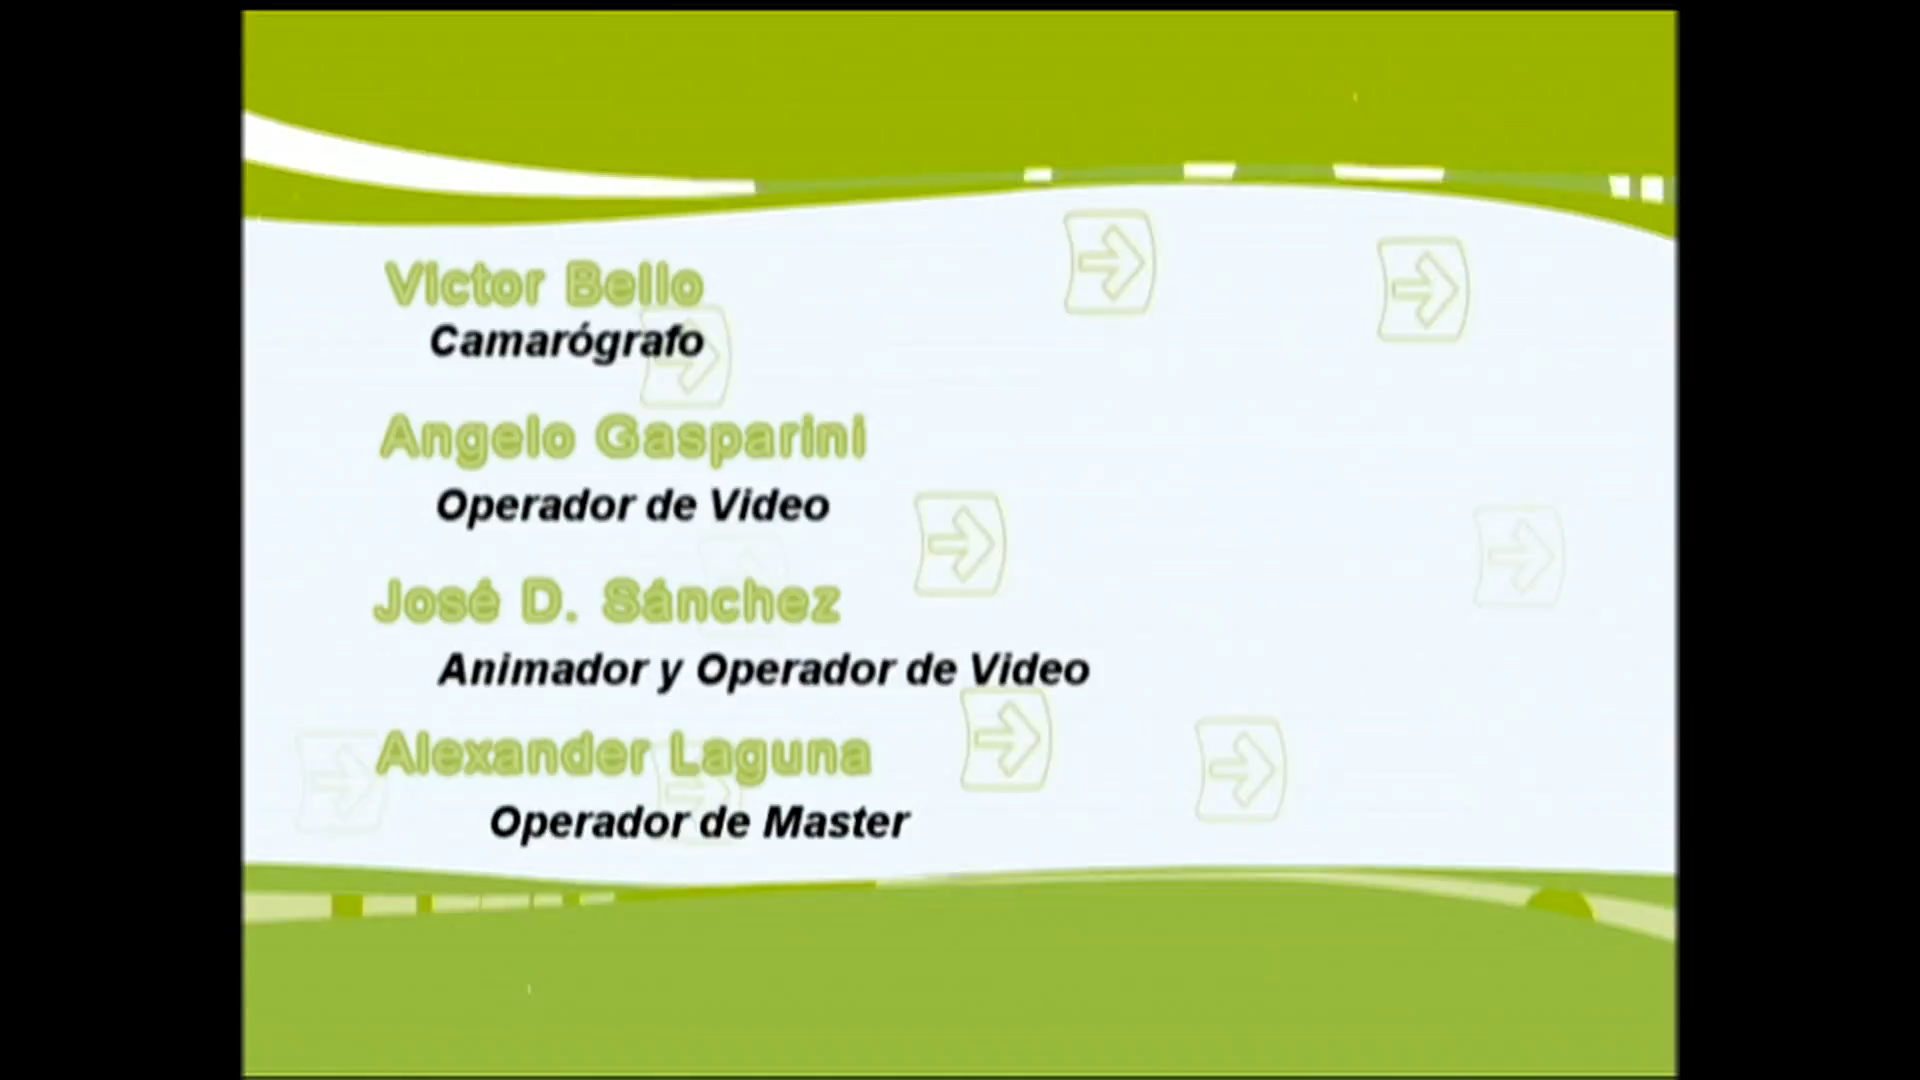 Victor Bello
Camarógrafo
Angelo Gasparini
Operador de Video
José D. Sánchez
Animador y Operador de Video
Alexander Laguna
Operador de Master